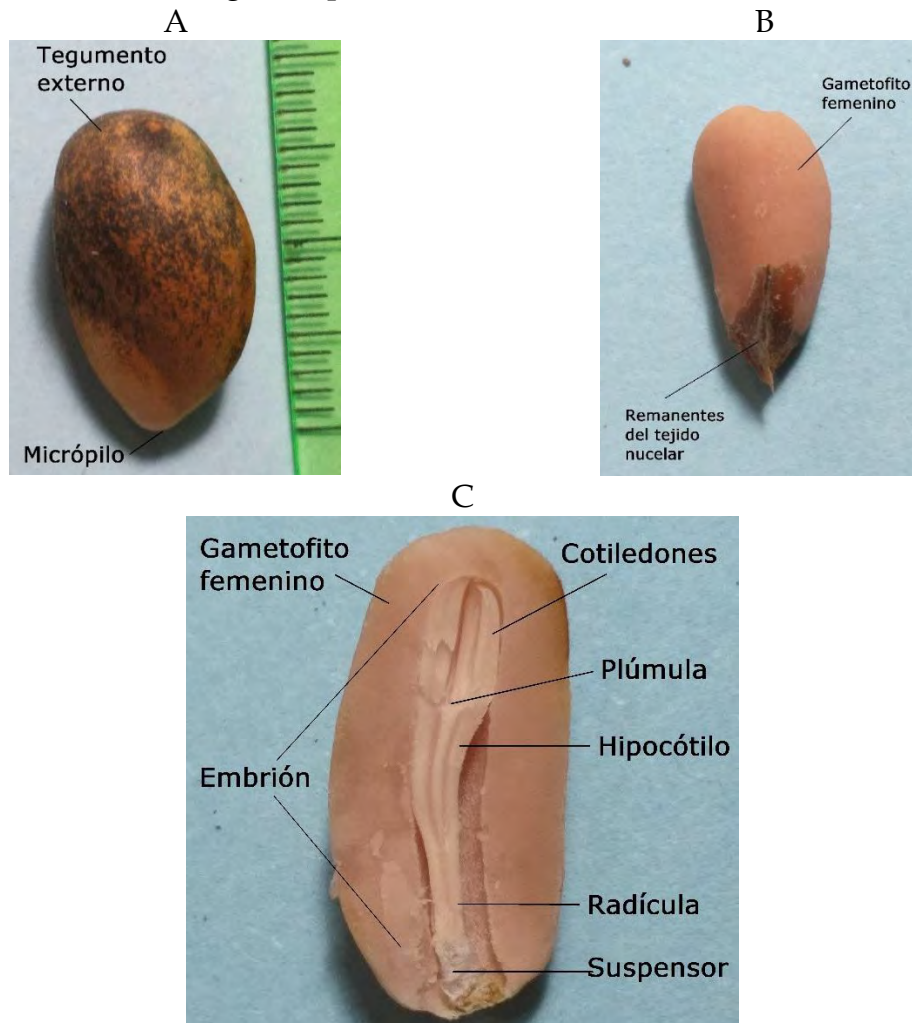 A
B
Tegumento
externo
Micrópilo
Gametofito
femenino
Remanentes
del tejido
nucelar
C
Gametofito
femenino
Cotiledones
Plúmula
Hipocótilo
Embrión
Radícula
Suspensor